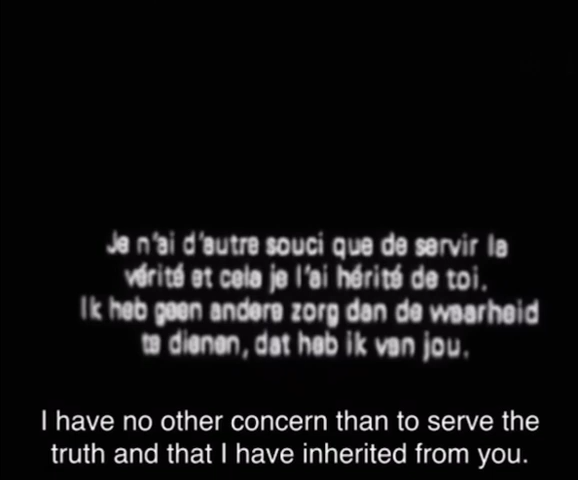 Je n'ai d'autre souci que de servir la
vérité et cela je l'ai hérité de toi.
Ik heb geen andere zorg dan de waarheid
te dienen, dat heb ik van jou.
I have no other concern than to serve the
truth and that I have inherited from you.